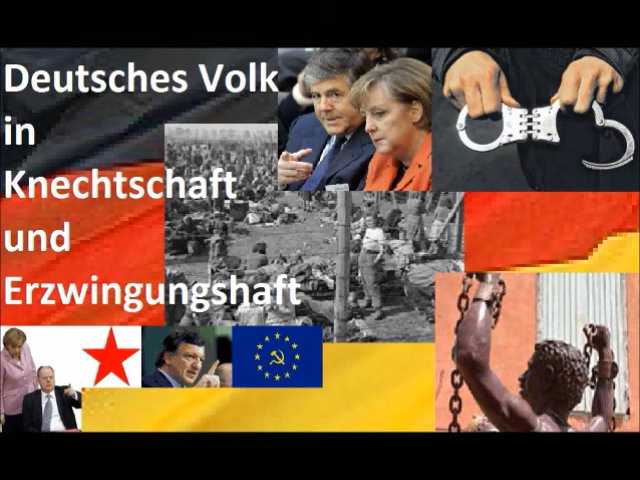 Deutsches Volk
in
Knechtschaft
und
Erzwingungshaft